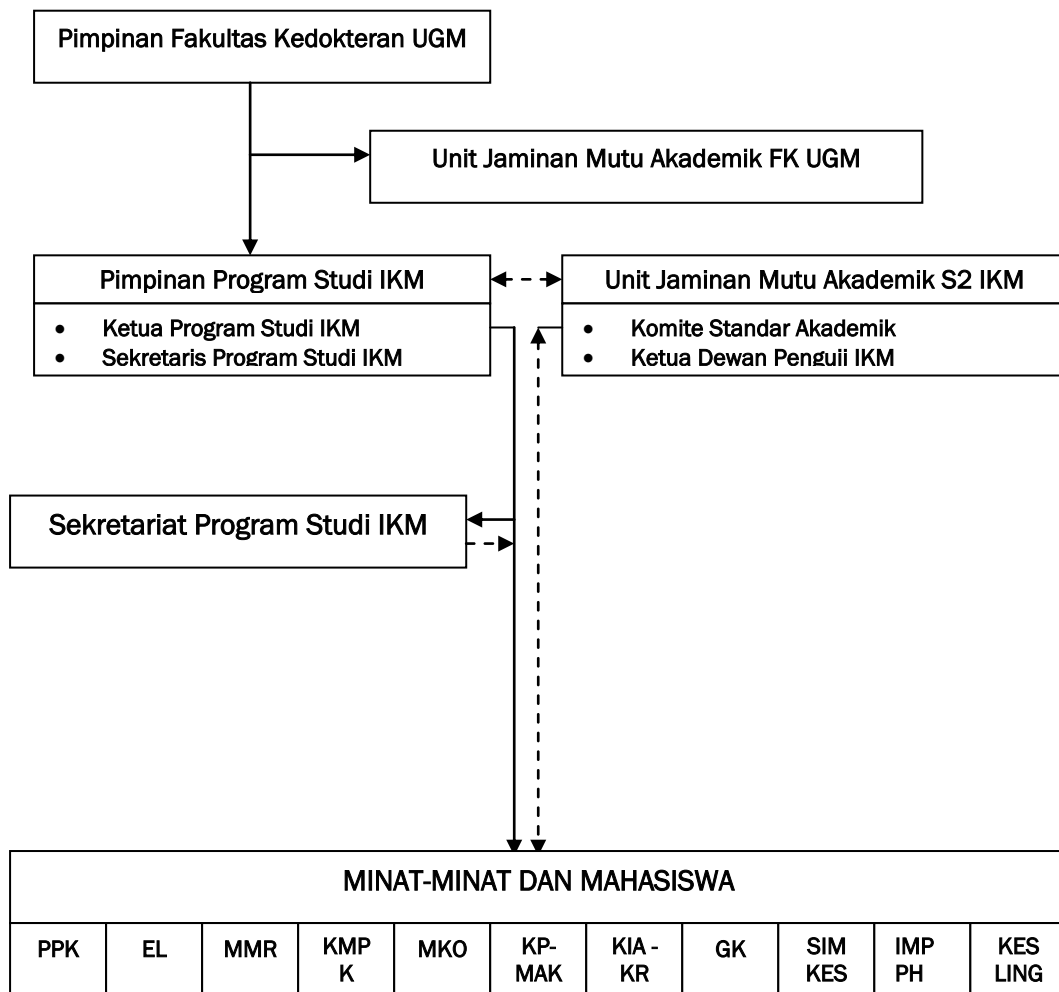 Pimpinan Fakultas Kedokteran UGM
Unit Jaminan Mutu Akademik FK UGM
Pimpinan Program Studi IKM
• Ketua Program Studi IKM
• Sekretaris Program Studi IKM
Unit Jaminan Mutu Akademik S2 IKM
• Komite Standar Akademik
• Ketua Dewan Penguji IKM
Sekretariat Program Studi IKM
MINAT-MINAT DAN MAHASISWA
PPK
EL
MMR
KMP
K
MKO
KP-
MAK
KIA -
KR
GK
SIM
KES
IMP
PH
KES
LING